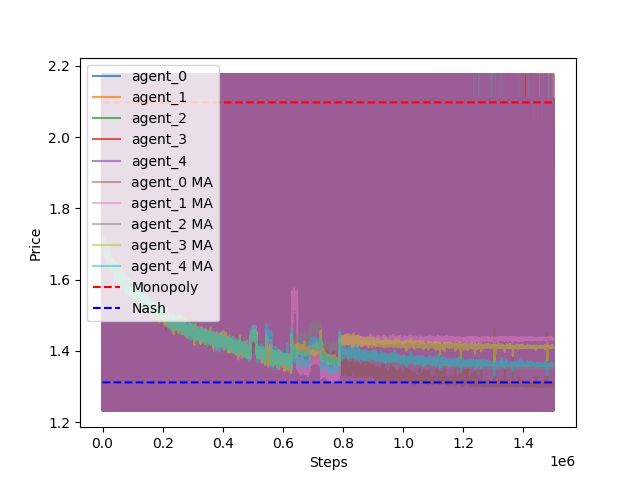 2.2
2.0
1.8
1.6
1.4
1.2
Price
agent_0
agent_1
agent_2
agent_3
agent_4
agent_0 MA
agent_1 MA
agent_2 MA
agent_3 MA
agent_4 MA
Monopoly
Nash
0.0 0.2 0.4 0.6 0.8 1.0 1.2 1.4
1e6
Steps